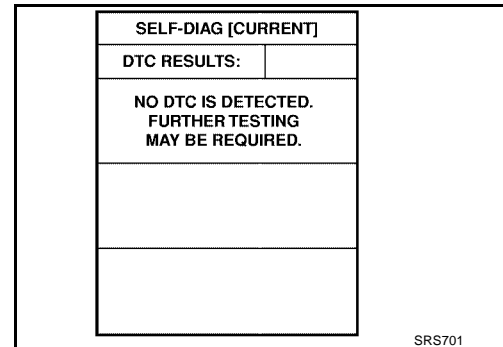 SELF-DIAG [CURRENT]
DTC RESULTS:
NO DTC IS DETECTED.
FURTHER TESTING
MAY BE REQUIRED.
SRS701